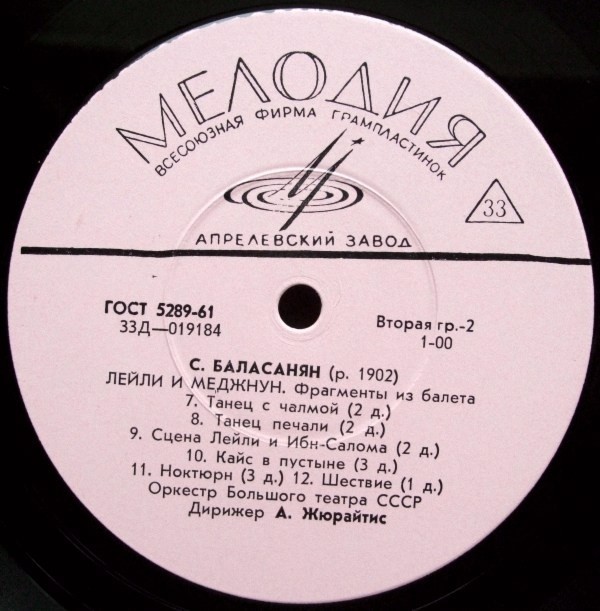 МЕЛОДИЯ
ВСЕСОЮЗНАЯ ФИРМА ГРАМПЛАСТИНОК
33
АПРЕЛЕВСКИЙ ЗАВОД
ГОСТ 5289-61
33Д—019184
Вторая гр.-2
1-00
С. БАЛАСАНЯН (р. 1902)
ЛЕЙЛИ И МЕДЖНУН. Фрагменты из балета
7. Танец с чалмой (2 д.)
8. Танец печали (2 д.)
9. Сцена Лейли и Ибн-Салома (2 д.)
10. Кайс в пустыне (3 д.)
11. Ноктюрн (3 д.) 12. Шествие (1 д.)
Оркестр Большого театра СССР
Дирижер А. Жюрайтис